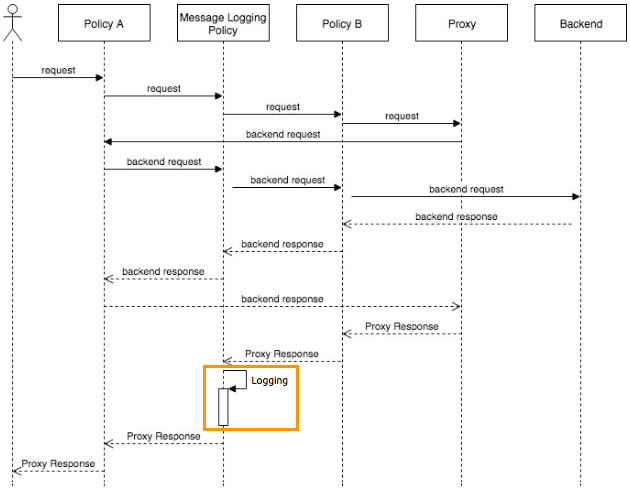 Policy A
Message Logging
Policy
Policy B
Proxy
Backend
request
request
request
request
backend request
backend request
backend request
backend request
backend response
backend response
backend response
backend response
Proxy Response
Proxy Response
Logging
Proxy Response
Proxy Response